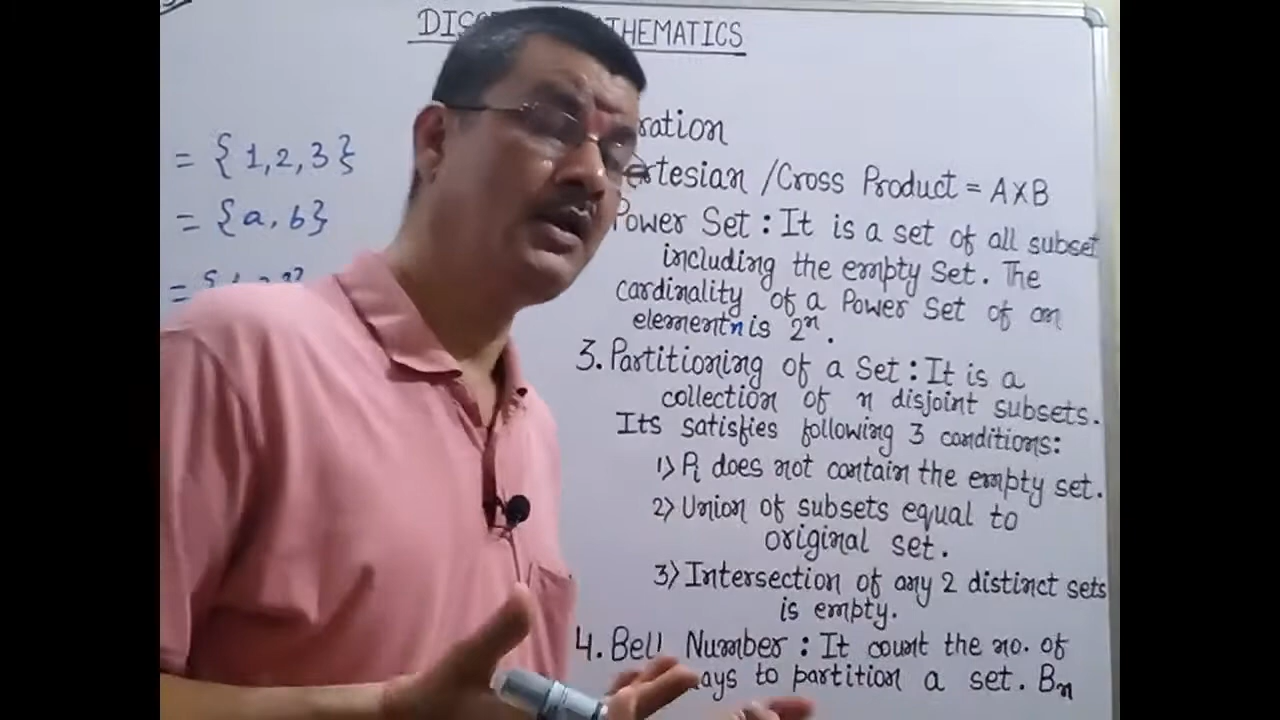 DISC THEMATICS
= {1,2,3}
= {a, b}
ration
rtesian / Cross Product = A X B
Power Set : It is a set of all subset
including the empty Set. The
cardinality of a Power Set of an
element n is 2ⁿ.
3. Partitioning of a Set : It is a
collection of n disjoint subsets.
Its satisfies following 3 conditions:
1) Pi does not contain the empty set.
2) Union of subsets equal to
original set.
3) Intersection of any 2 distinct sets
is empty.
4. Bell Number : It count the no. of
ays to partition a set. Bn